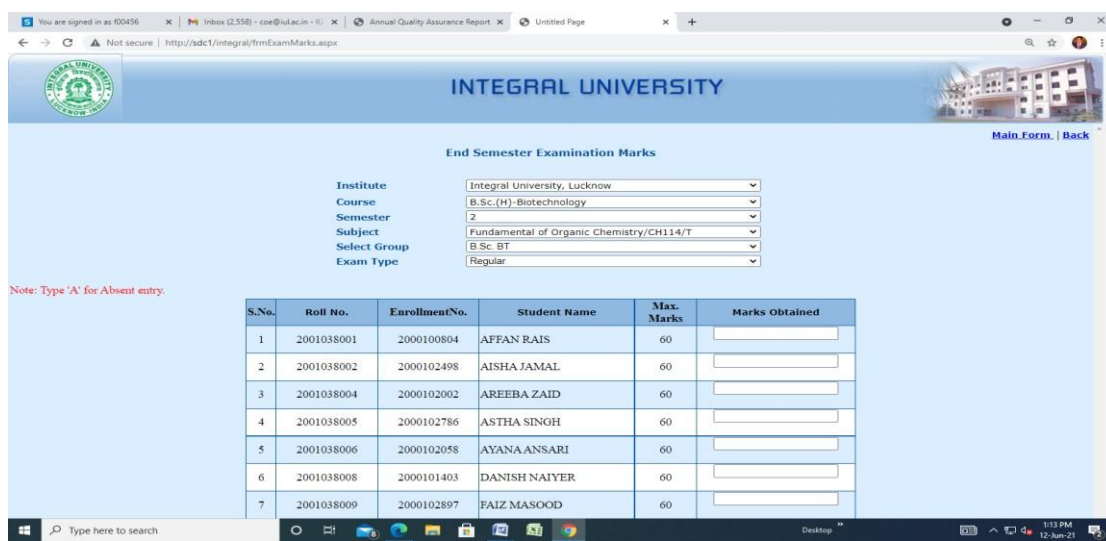 You are signed in as f00456
Inbox (2,558) - coe@iul.ac.in - IU
Annual Quality Assurance Report
Untitled Page
Not secure | http://sdc1/integral/frmExamMarks.aspx
INTEGRAL UNIVERSITY
Main Form | Back
End Semester Examination Marks
Institute Integral University, Lucknow
Course B.Sc.(H)-Biotechnology
Semester 2
Subject Fundamental of Organic Chemistry/CH114/T
Select Group B.Sc. BT
Exam Type Regular
Note: Type 'A' for Absent entry.
S.No. Roll No. EnrollmentNo. Student Name Max. Marks Marks Obtained
1 2001038001 2000100804 AFFAN RAIS 60
2 2001038002 2000102498 AISHA JAMAL 60
3 2001038004 2000102002 AREEBA ZAID 60
4 2001038005 2000102786 ASTHA SINGH 60
5 2001038006 2000102058 AYANA ANSARI 60
6 2001038008 2000101403 DANISH NAIYER 60
7 2001038009 2000102897 FAIZ MASOOD 60
Type here to search
Desktop
1:13 PM
12-Jun-21